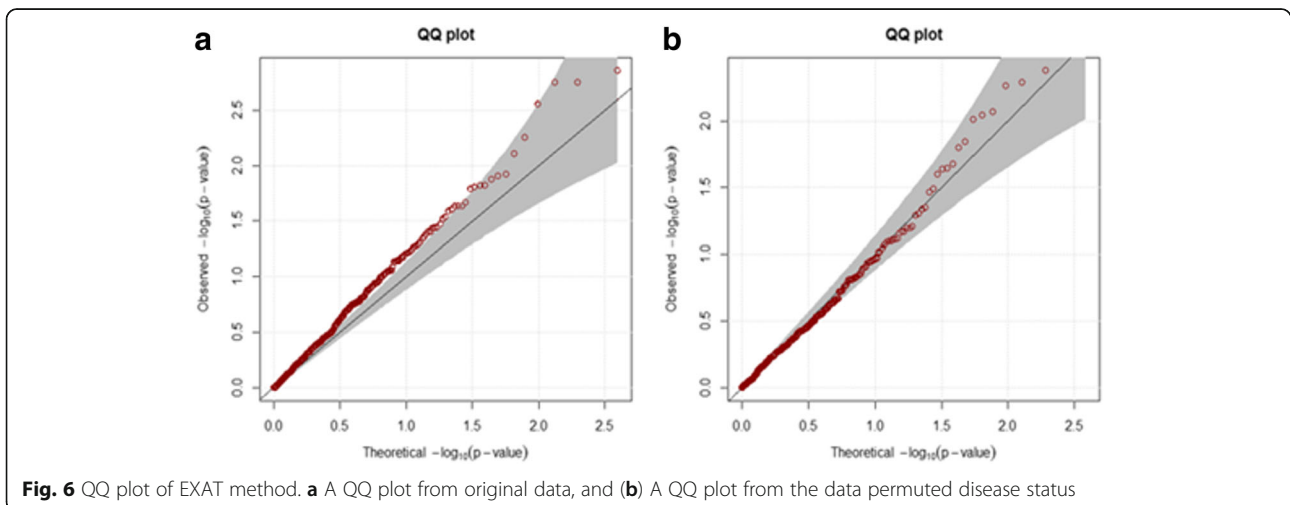 a
QQ plot
Observed −log₁₀(p−value)
2.5
2.0
1.5
1.0
0.5
0.0
0.0 0.5 1.0 1.5 2.0 2.5
Theoretical −log₁₀(p−value)
b
QQ plot
Observed −log₁₀(p−value)
2.0
1.5
1.0
0.5
0.0
0.0 0.5 1.0 1.5 2.0 2.5
Theoretical −log₁₀(p−value)
Fig. 6 QQ plot of EXAT method. a A QQ plot from original data, and (b) A QQ plot from the data permuted disease status